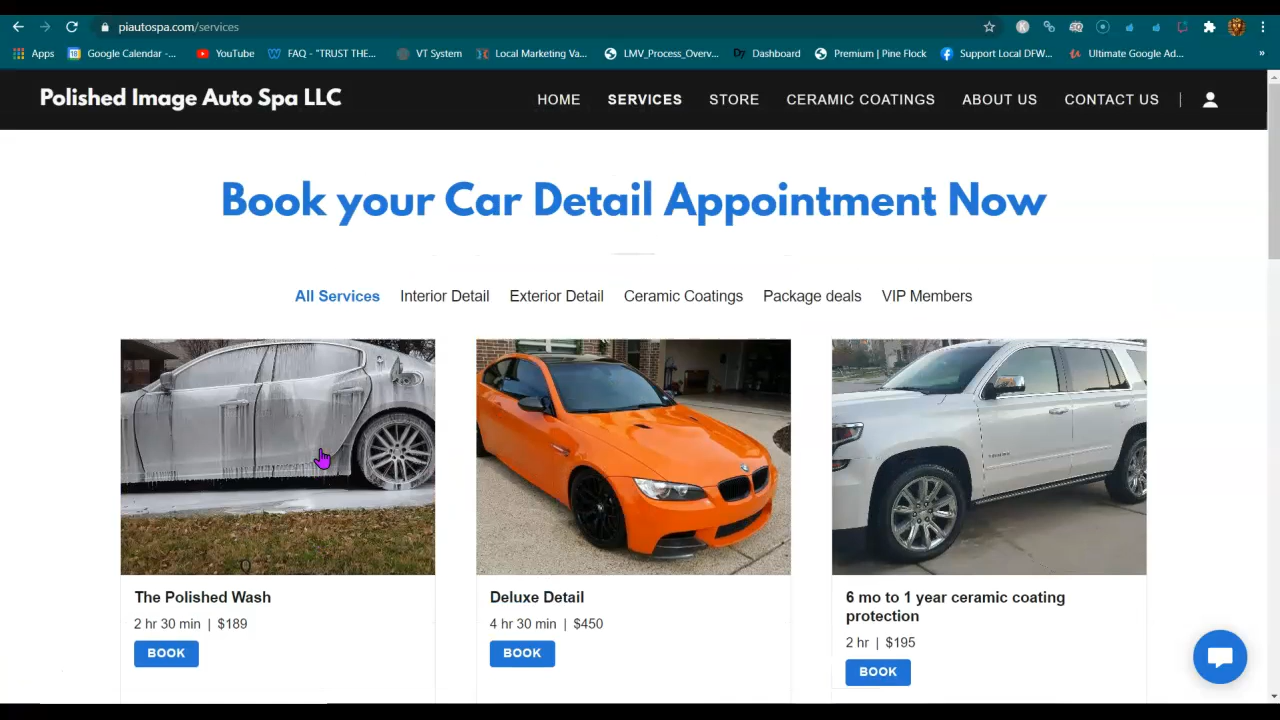 piautospa.com/services
Apps
Google Calendar -...
YouTube
FAQ - "TRUST THE...
VT System
Local Marketing Va...
LMV_Process_Overv...
Dashboard
Premium | Pine Flock
Support Local DFW...
Ultimate Google Ad...
»
Polished Image Auto Spa LLC
HOME
SERVICES
STORE
CERAMIC COATINGS
ABOUT US
CONTACT US
Book your Car Detail Appointment Now
All Services
Interior Detail
Exterior Detail
Ceramic Coatings
Package deals
VIP Members
The Polished Wash
2 hr 30 min | $189
BOOK
Deluxe Detail
4 hr 30 min | $450
BOOK
6 mo to 1 year ceramic coating
protection
2 hr | $195
BOOK